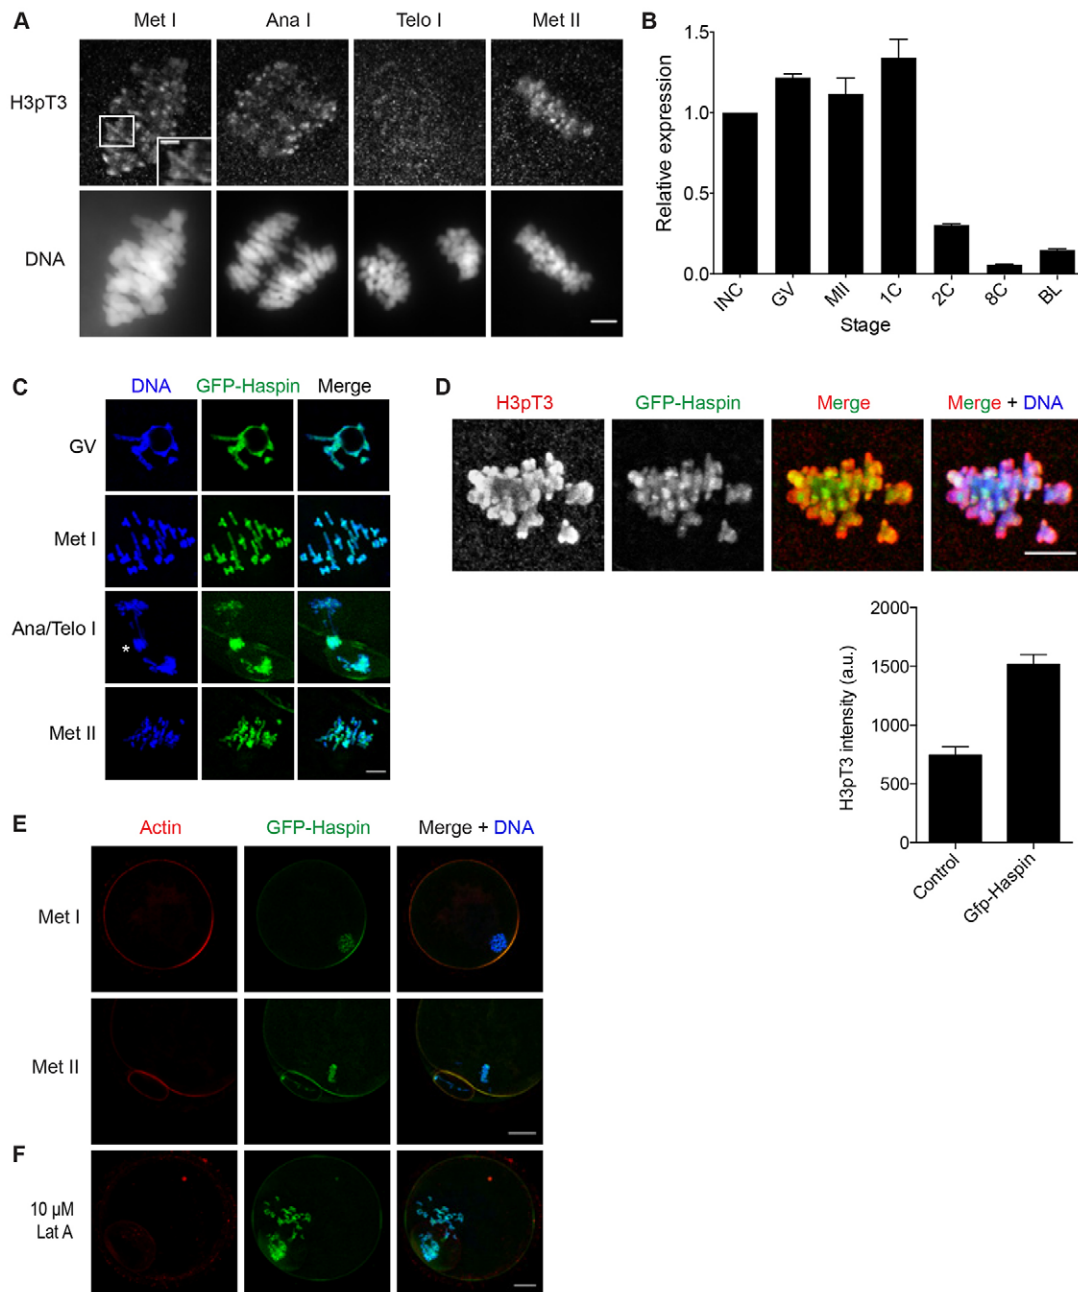 A
Met I Ana I Telo I Met II
H3pT3
DNA
B
Relative expression
1.5
1.0
0.5
0.0
INC GV MII 1C 2C 8C BL
Stage
C
DNA GFP-Haspin Merge
GV
Met I
Ana/Telo I
*
Met II
D
H3pT3 GFP-Haspin Merge Merge + DNA
H3pT3 intensity (a.u.)
2000
1500
1000
500
0
Control Gfp-Haspin
E
Actin GFP-Haspin Merge + DNA
Met I
Met II
F
10 µM
Lat A